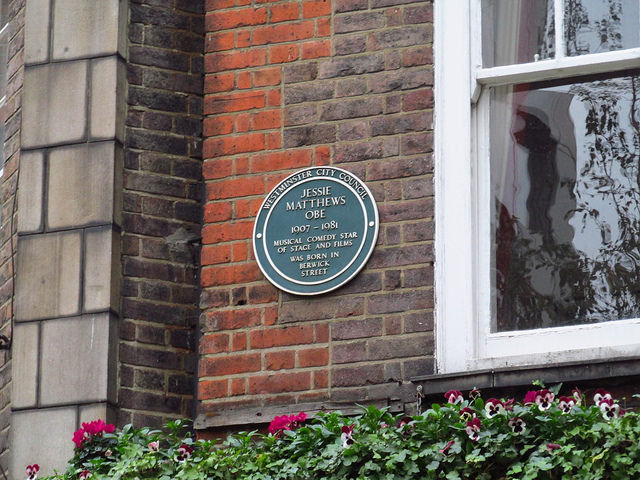 WESTMINSTER CITY COUNCIL
JESSIE
MATTHEWS
OBE
1907 - 1981
MUSICAL COMEDY STAR
OF STAGE AND FILMS
WAS BORN IN
BERWICK
STREET